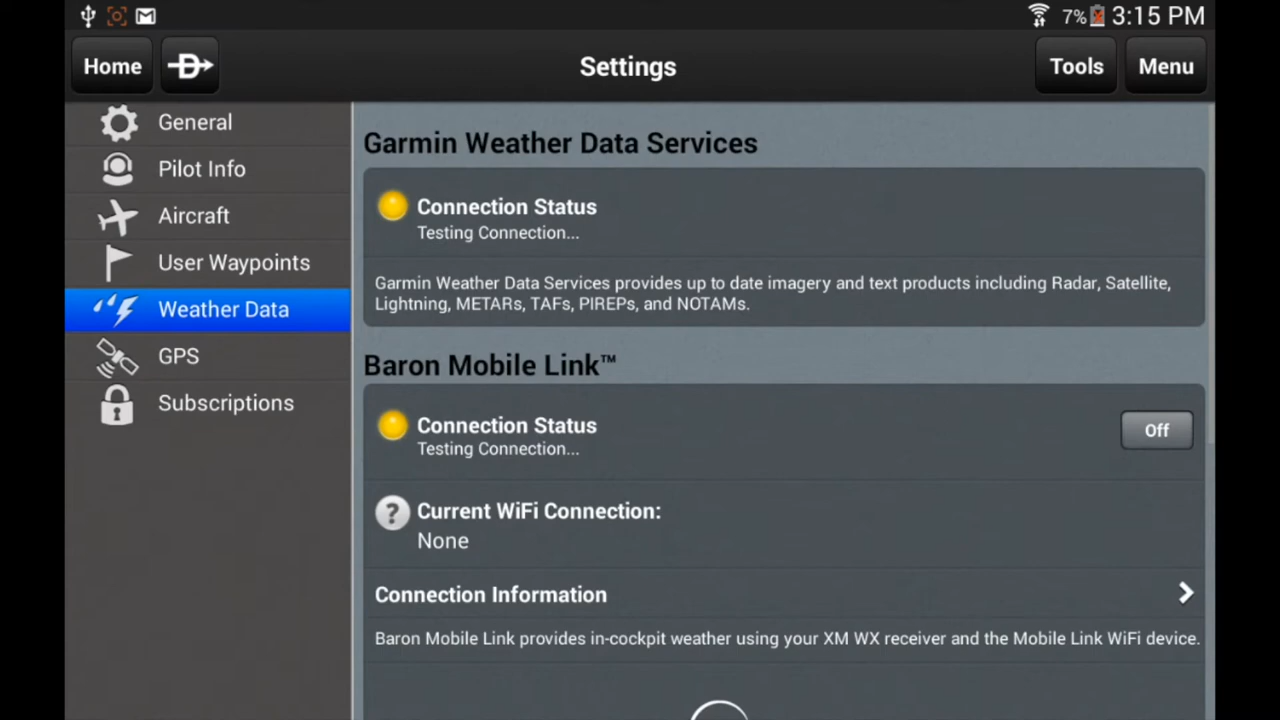 7% 3:15 PM
Home
D
Settings
Tools
Menu
General
Pilot Info
Aircraft
User Waypoints
Weather Data
GPS
Subscriptions
Garmin Weather Data Services
Connection Status
Testing Connection...
Garmin Weather Data Services provides up to date imagery and text products including Radar, Satellite,
Lightning, METARs, TAFs, PIREPs, and NOTAMs.
Baron Mobile Link™
Connection Status
Testing Connection...
Off
?
Current WiFi Connection:
None
Connection Information
Baron Mobile Link provides in-cockpit weather using your XM WX receiver and the Mobile Link WiFi device.